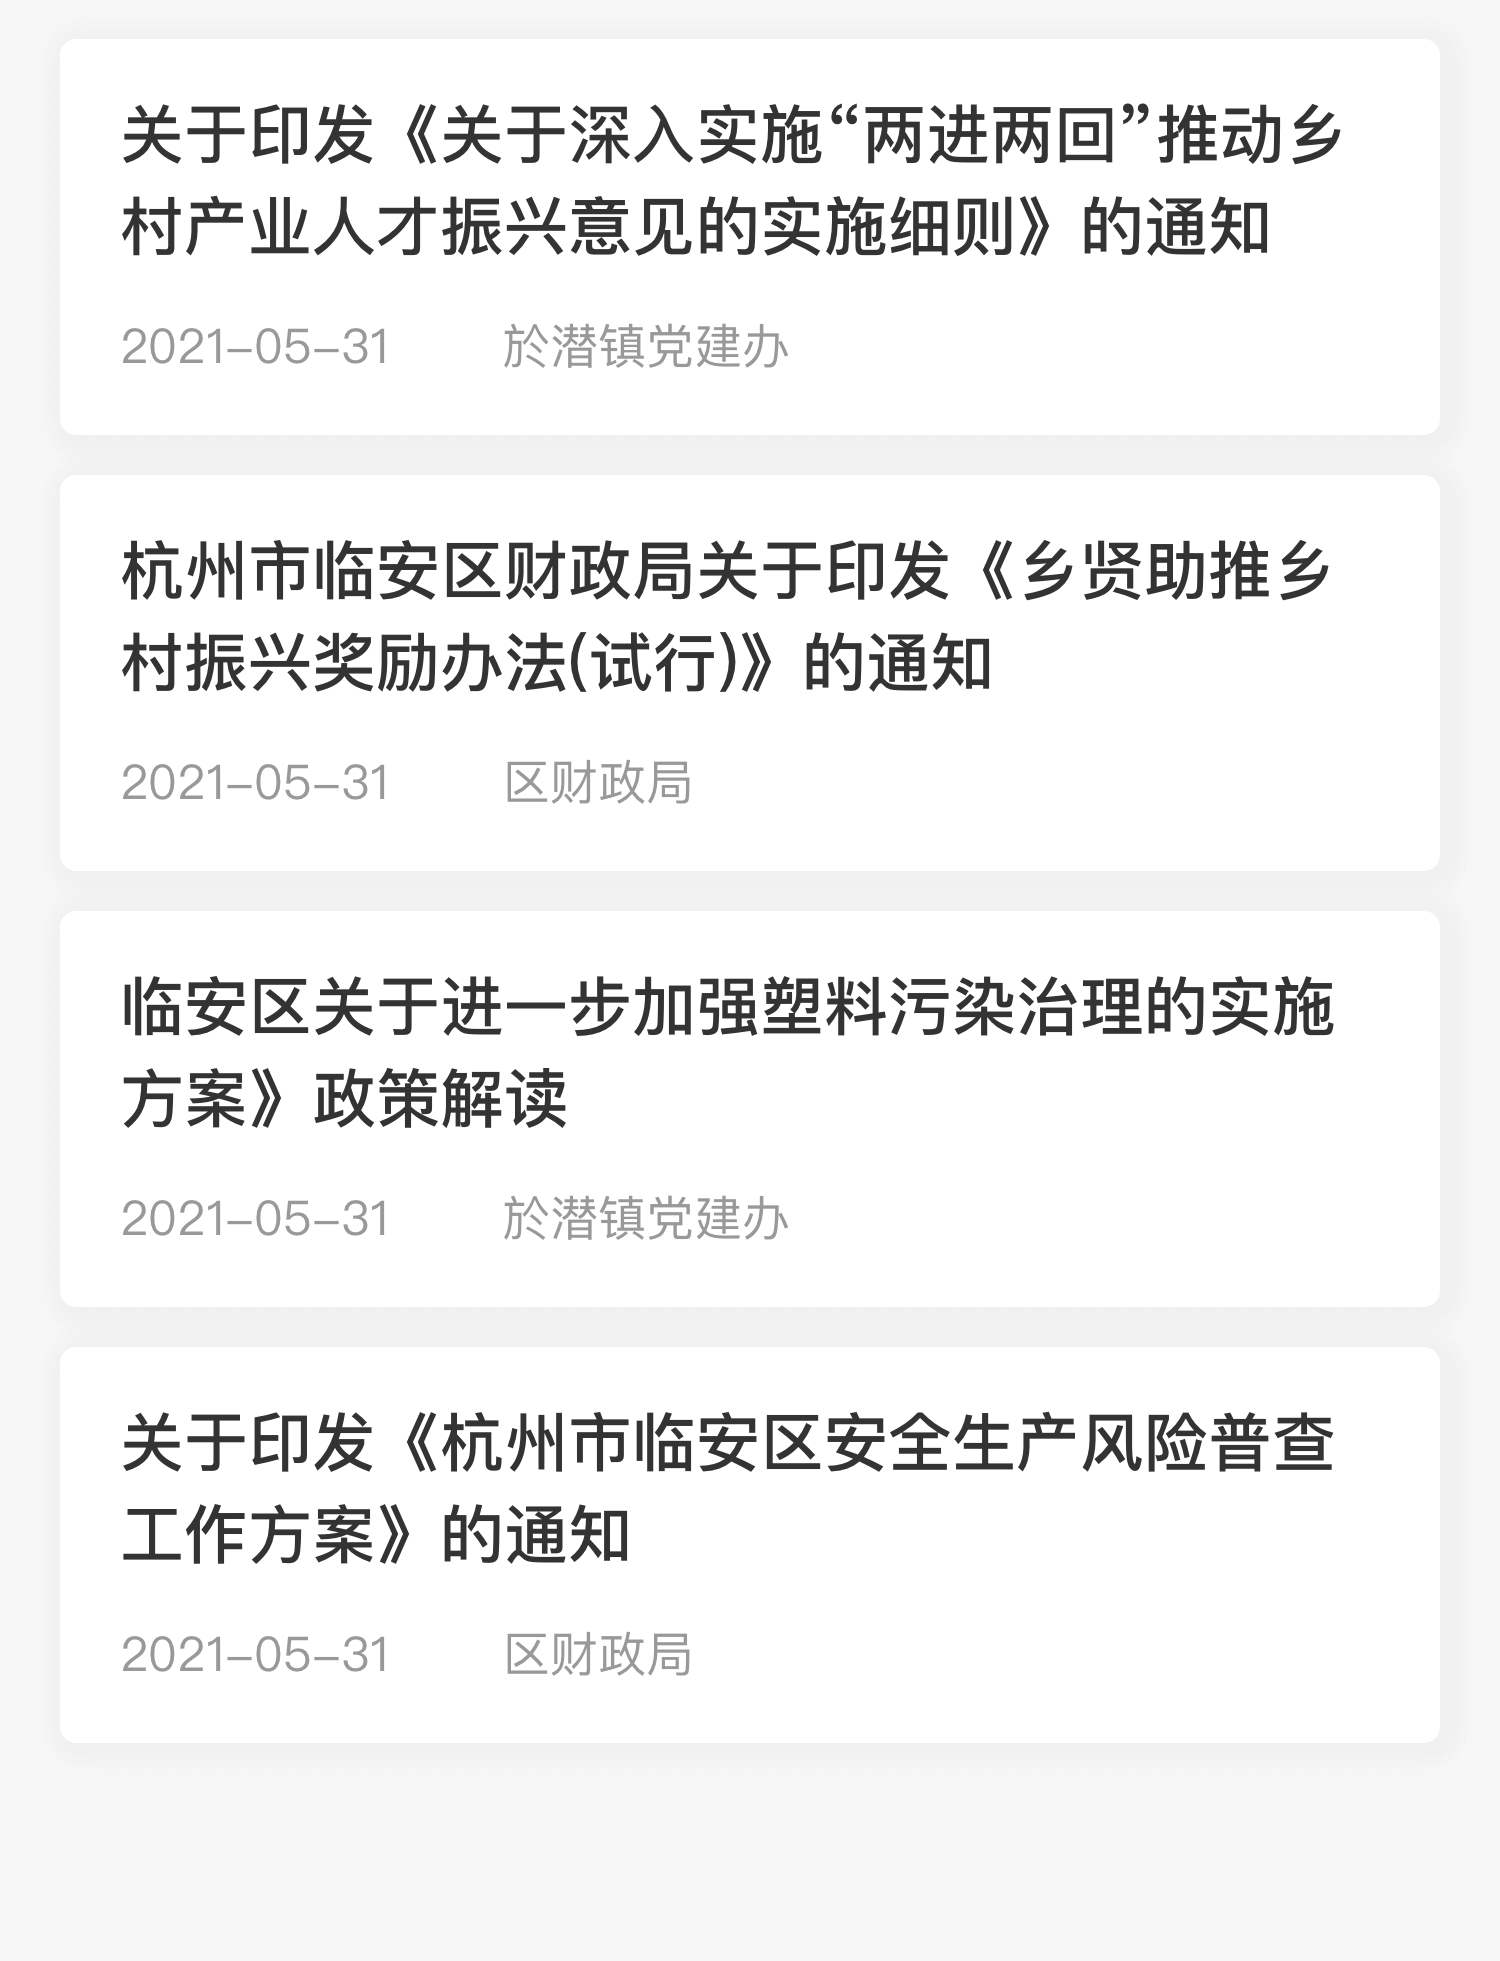 关于印发《关于深入实施“两进两回”推动乡
村产业人才振兴意见的实施细则》的通知
2021-05-31 於潜镇党建办
杭州市临安区财政局关于印发《乡贤助推乡
村振兴奖励办法(试行)》的通知
2021-05-31 区财政局
临安区关于进一步加强塑料污染治理的实施
方案》政策解读
2021-05-31 於潜镇党建办
关于印发《杭州市临安区安全生产风险普查
工作方案》的通知
2021-05-31 区财政局